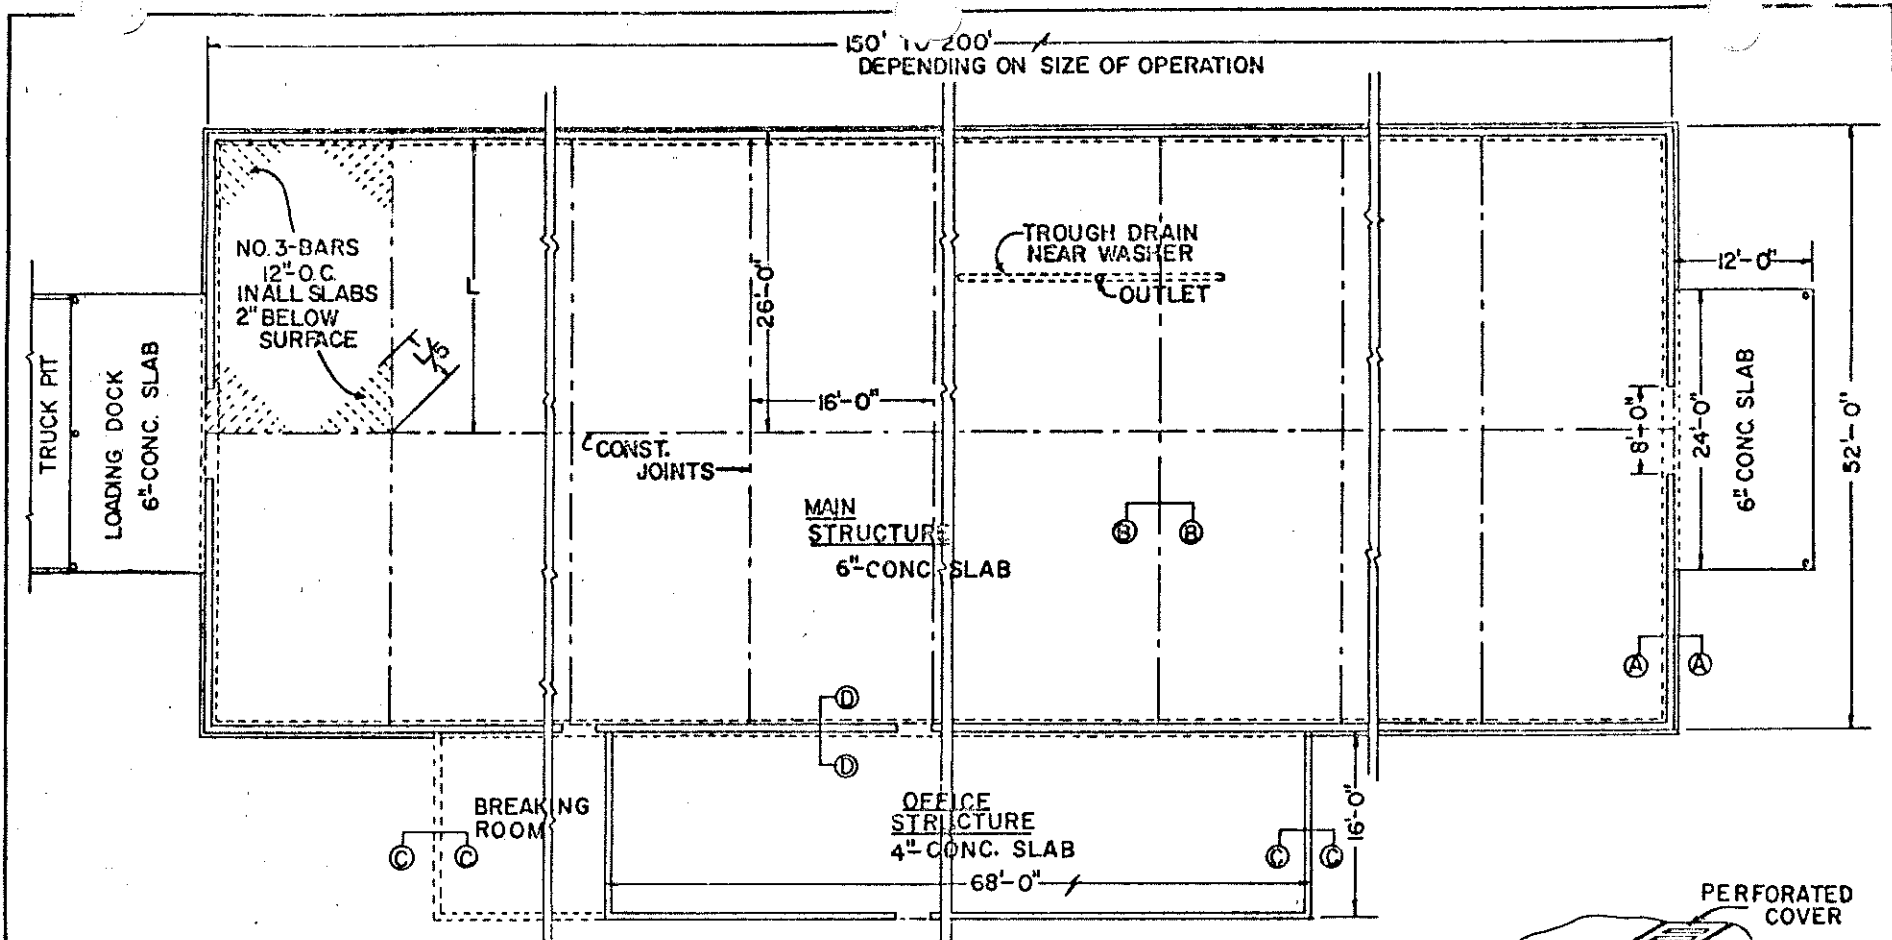 150' TO 200'
DEPENDING ON SIZE OF OPERATION
NO. 3-BARS
12"-O.C.
IN ALL SLABS
2" BELOW
SURFACE
L
L/5
26'-0"
16'-0"
TROUGH DRAIN
NEAR WASHER
OUTLET
12'-0"
TRUCK PIT
LOADING DOCK
6"-CONC. SLAB
CONST.
JOINTS
MAIN
STRUCTURE
6"-CONC. SLAB
B B
8'-0"
24'-0"
6" CONC. SLAB
52'-0"
A A
D
D
BREAKING
ROOM
C C
OFFICE
STRUCTURE
4"-CONC. SLAB
68'-0"
C C
16'-0"
PERFORATED
COVER